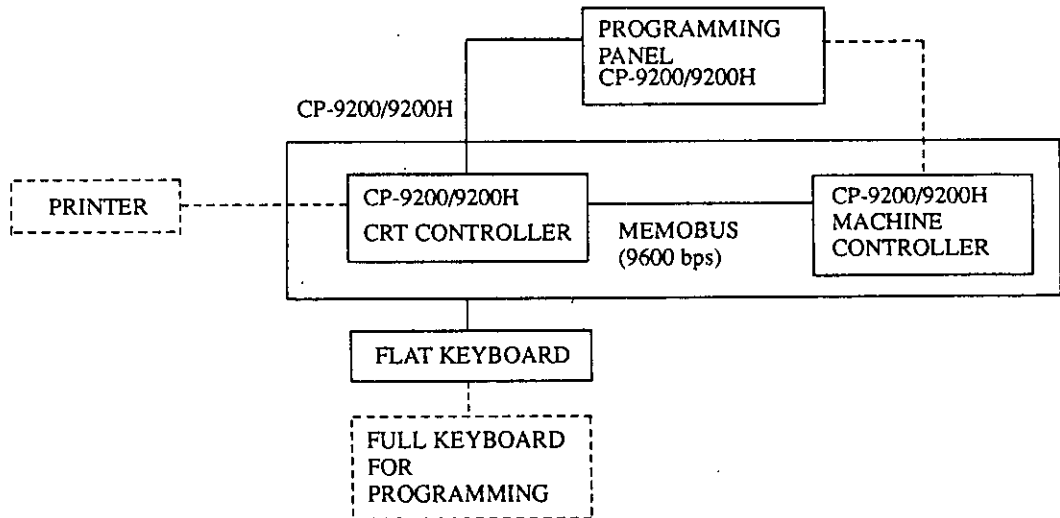 PROGRAMMING
PANEL
CP-9200/9200H
CP-9200/9200H
PRINTER
CP-9200/9200H
CRT CONTROLLER
MEMOBUS
(9600 bps)
CP-9200/9200H
MACHINE
CONTROLLER
FLAT KEYBOARD
FULL KEYBOARD
FOR
PROGRAMMING